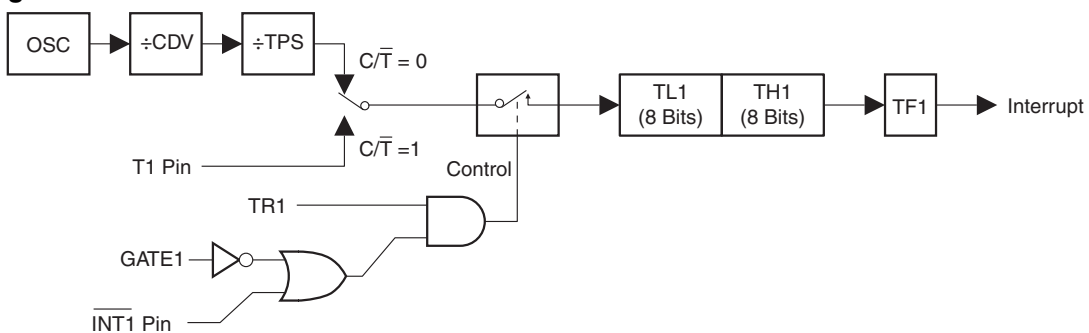 OSC
÷CDV
÷TPS
C/T̅ = 0
TL1
(8 Bits)
TH1
(8 Bits)
TF1
Interrupt
C/T̅ =1
T1 Pin
Control
TR1
GATE1
I̅N̅T̅1̅ Pin